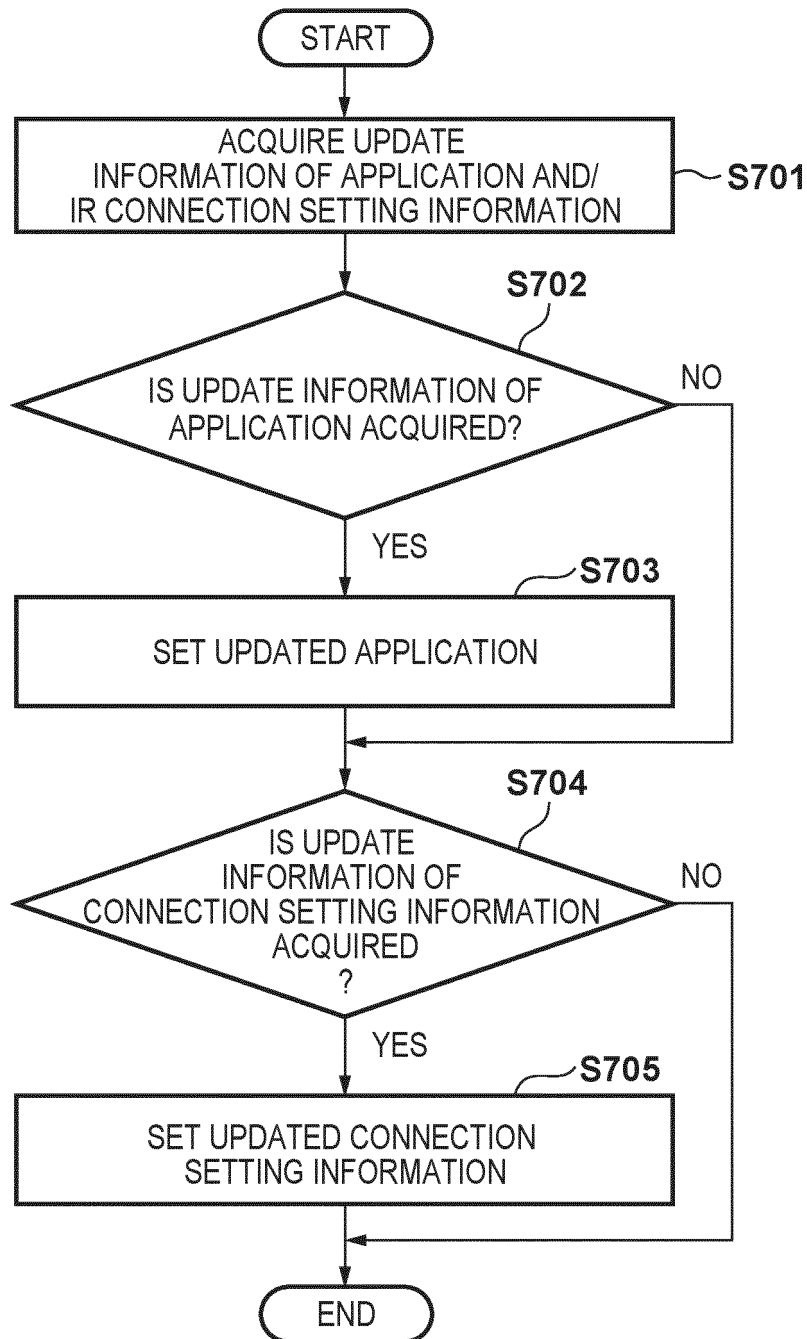 START
ACQUIRE UPDATE
INFORMATION OF APPLICATION AND/
IR CONNECTION SETTING INFORMATION
S701
S702
IS UPDATE INFORMATION OF
APPLICATION ACQUIRED?
NO
YES
S703
SET UPDATED APPLICATION
S704
IS UPDATE
INFORMATION OF
CONNECTION SETTING INFORMATION
ACQUIRED
?
NO
YES
S705
SET UPDATED CONNECTION
SETTING INFORMATION
END